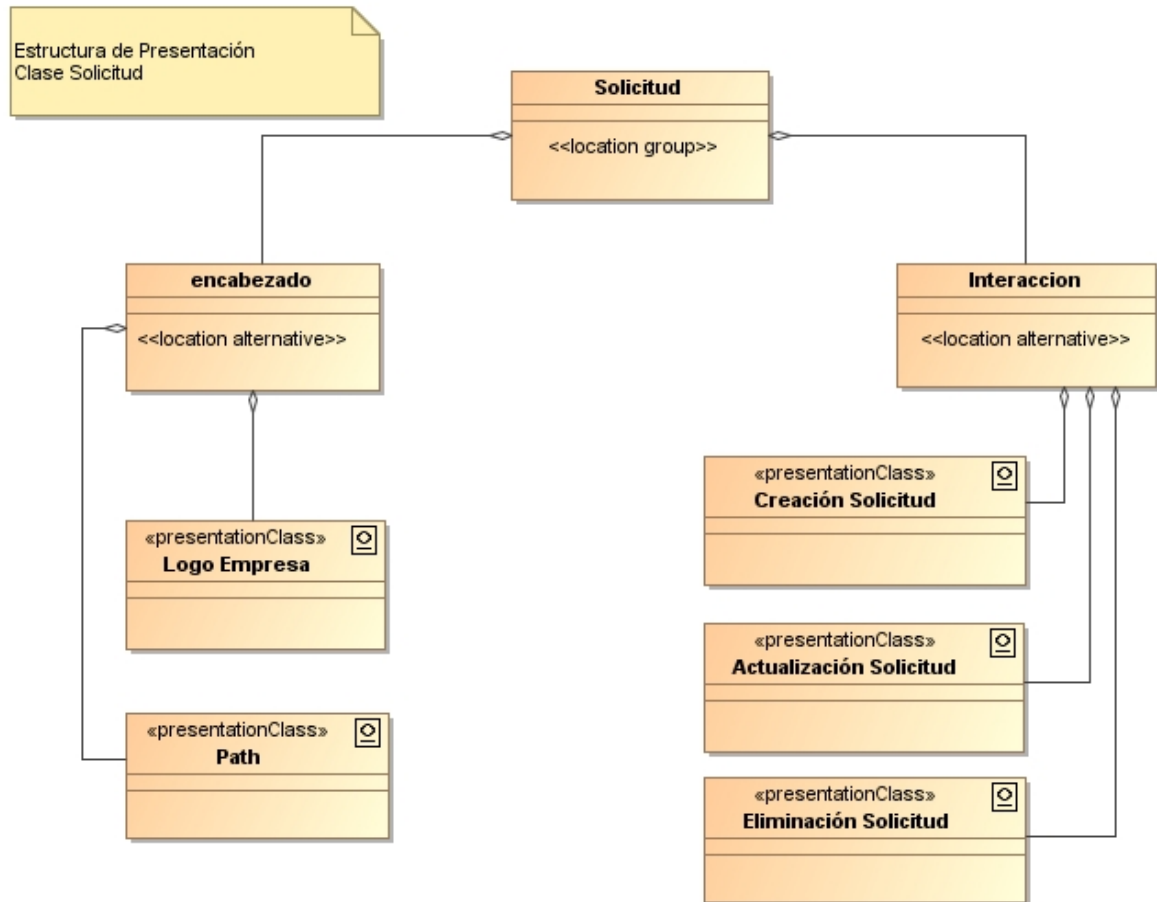 Estructura de Presentación
Clase Solicitud
Solicitud
<<location group>>
encabezado
<<location alternative>>
Interaccion
<<location alternative>>
«presentationClass»
Logo Empresa
«presentationClass»
Path
«presentationClass»
Creación Solicitud
«presentationClass»
Actualización Solicitud
«presentationClass»
Eliminación Solicitud